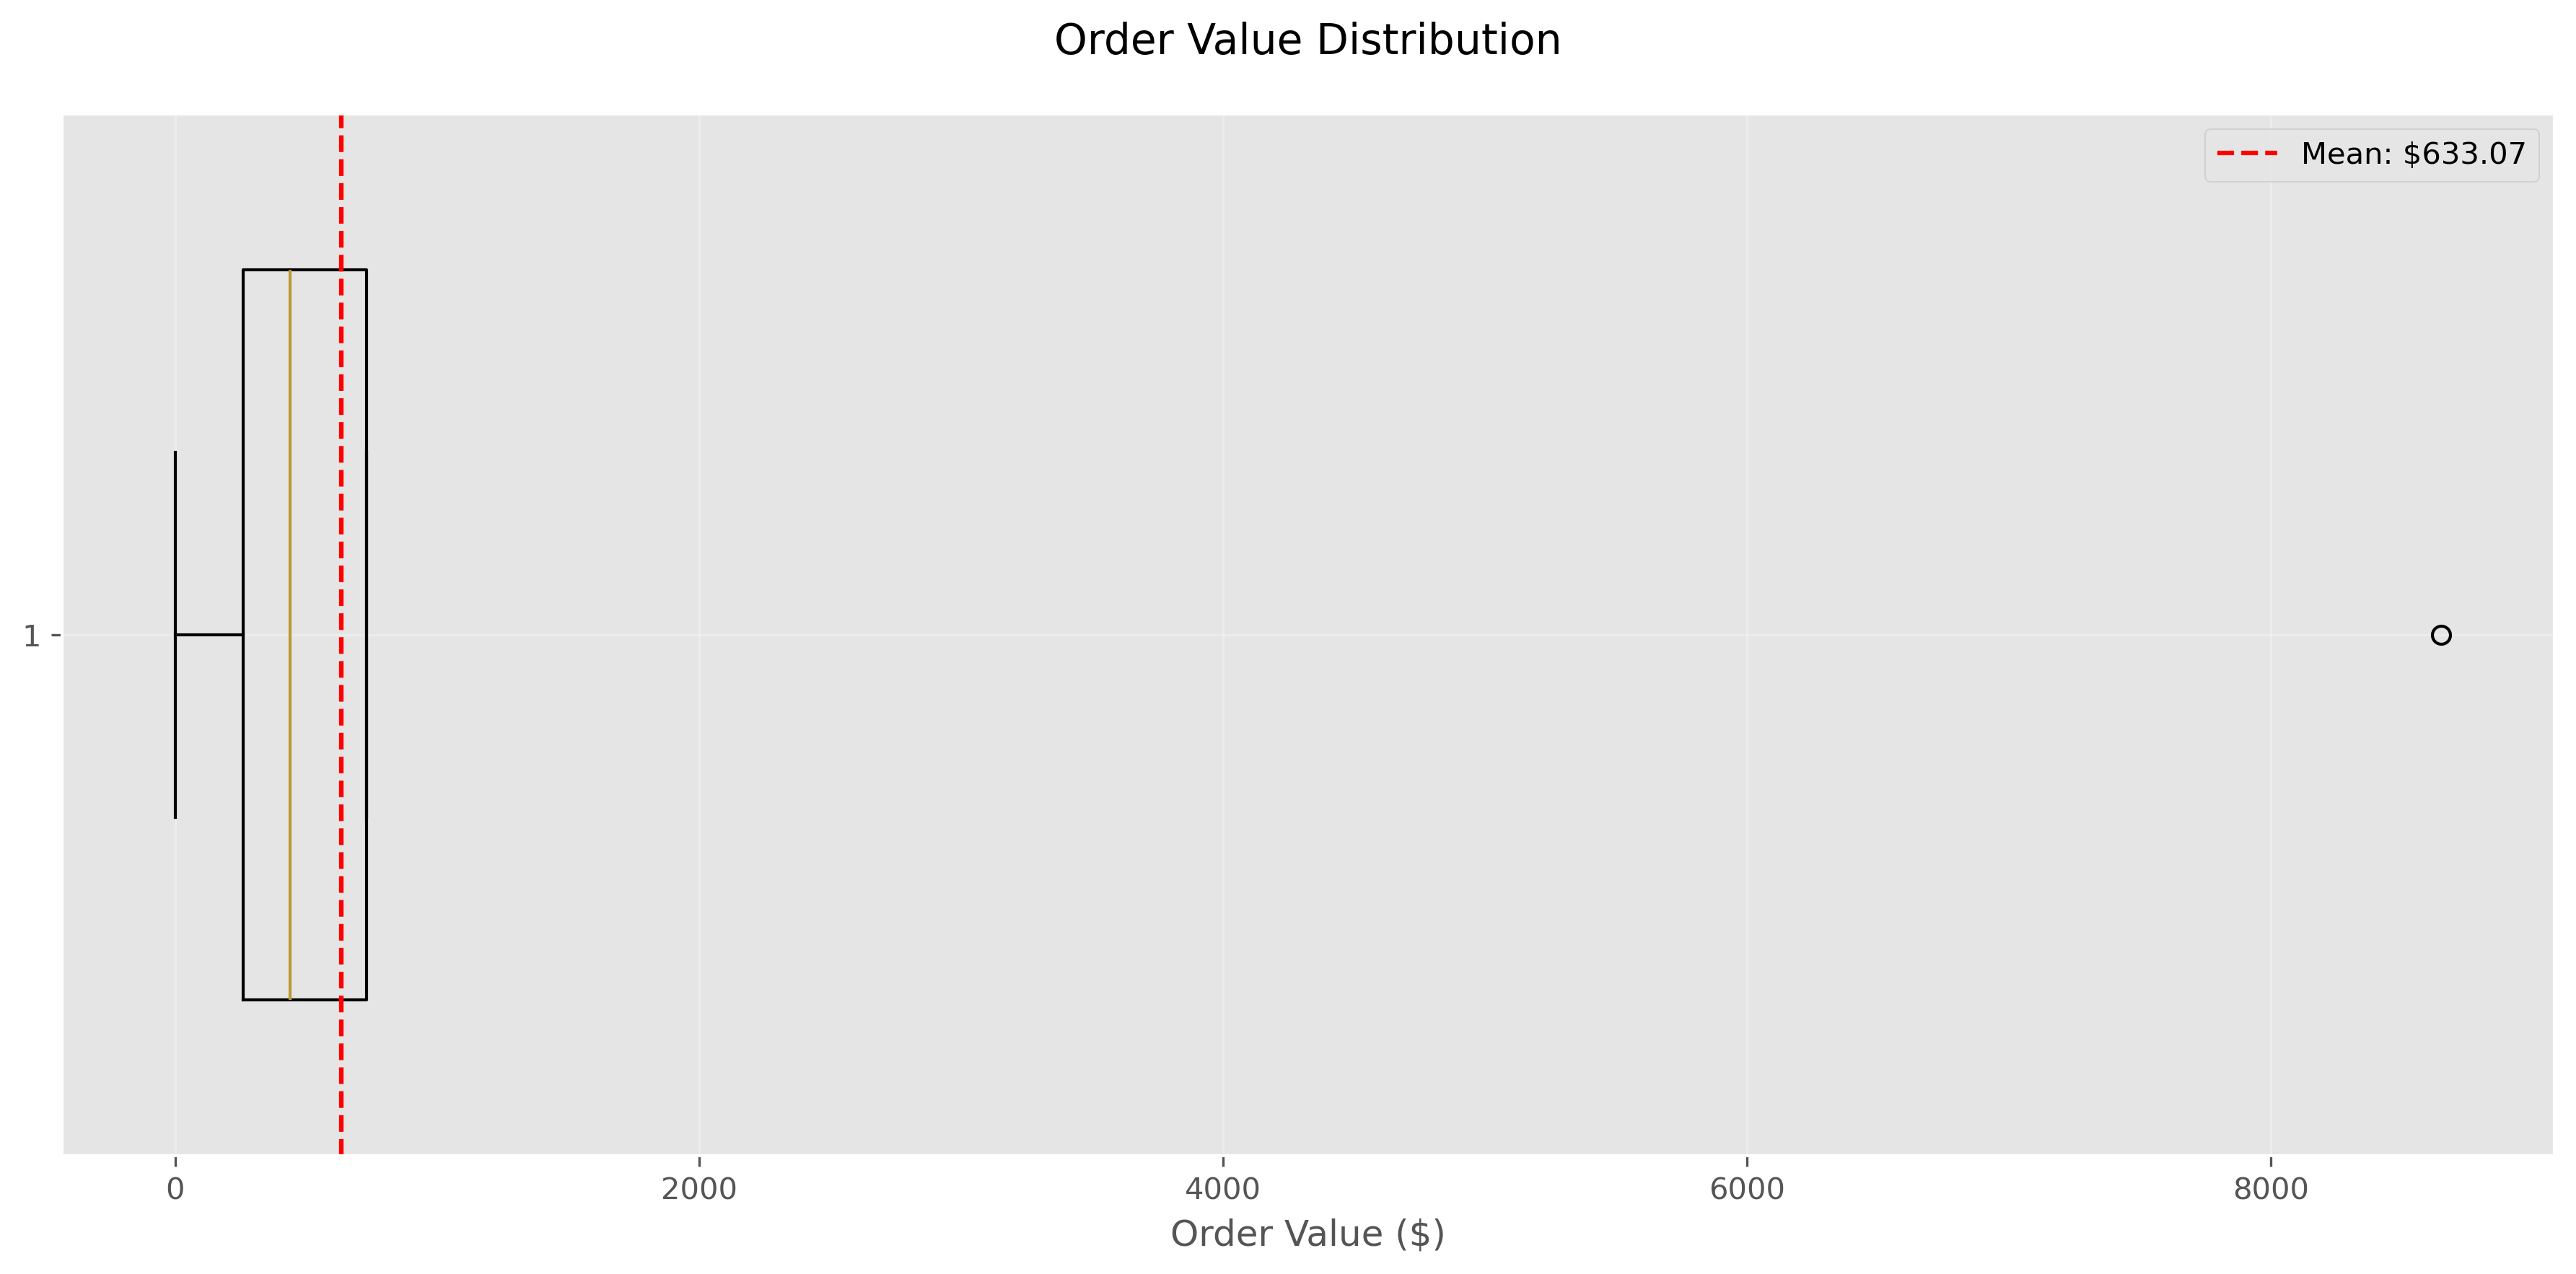 Order Value Distribution
Mean: $633.07
1
0 2000 4000 6000 8000
Order Value ($)